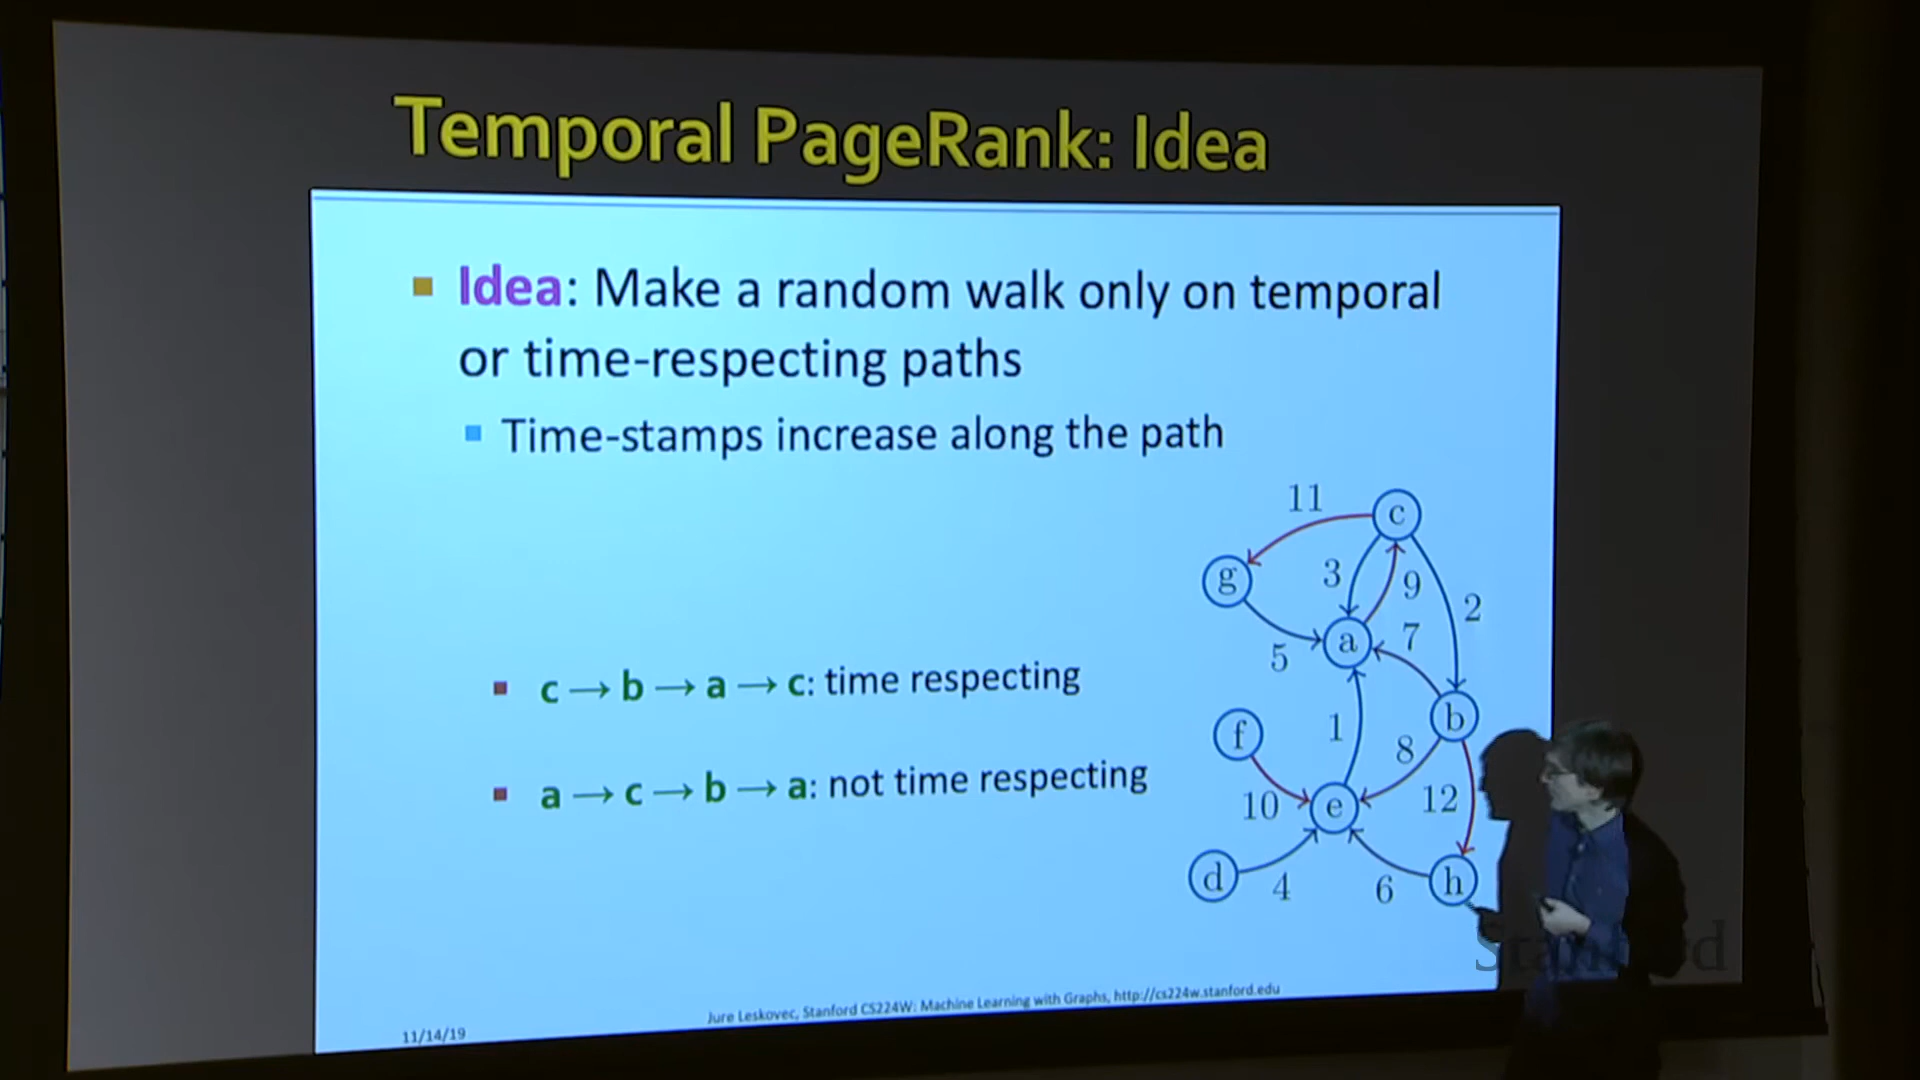 Temporal PageRank: Idea
Idea: Make a random walk only on temporal
or time-respecting paths
Time-stamps increase along the path
11
c
g
3
9
2
a
7
5
c → b → a → c: time respecting
b
f
1
8
a → c → b → a: not time respecting
10
e
12
d
4
6
h
Stanford
Jure Leskovec, Stanford CS224W: Machine Learning with Graphs, http://cs224w.stanford.edu
11/14/19